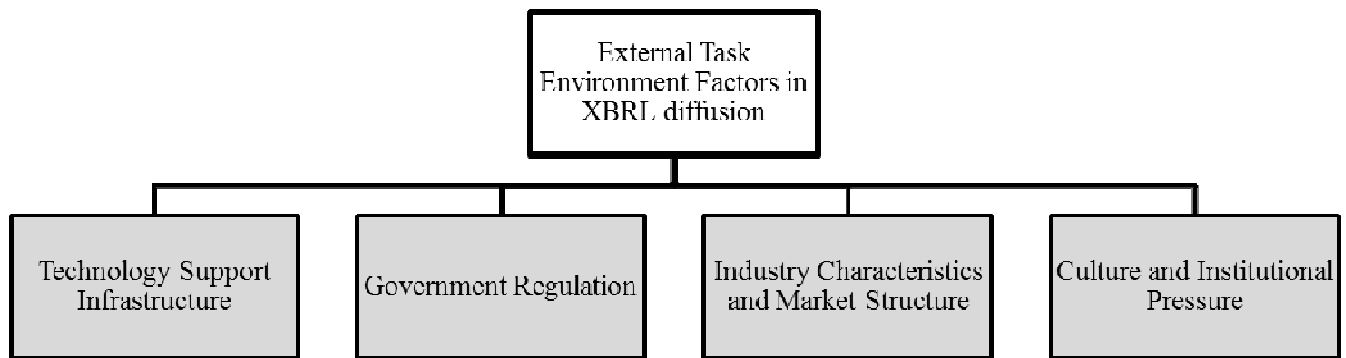 External Task
Environment Factors in
XBRL diffusion
Technology Support
Infrastructure
Government Regulation
Industry Characteristics
and Market Structure
Culture and Institutional
Pressure